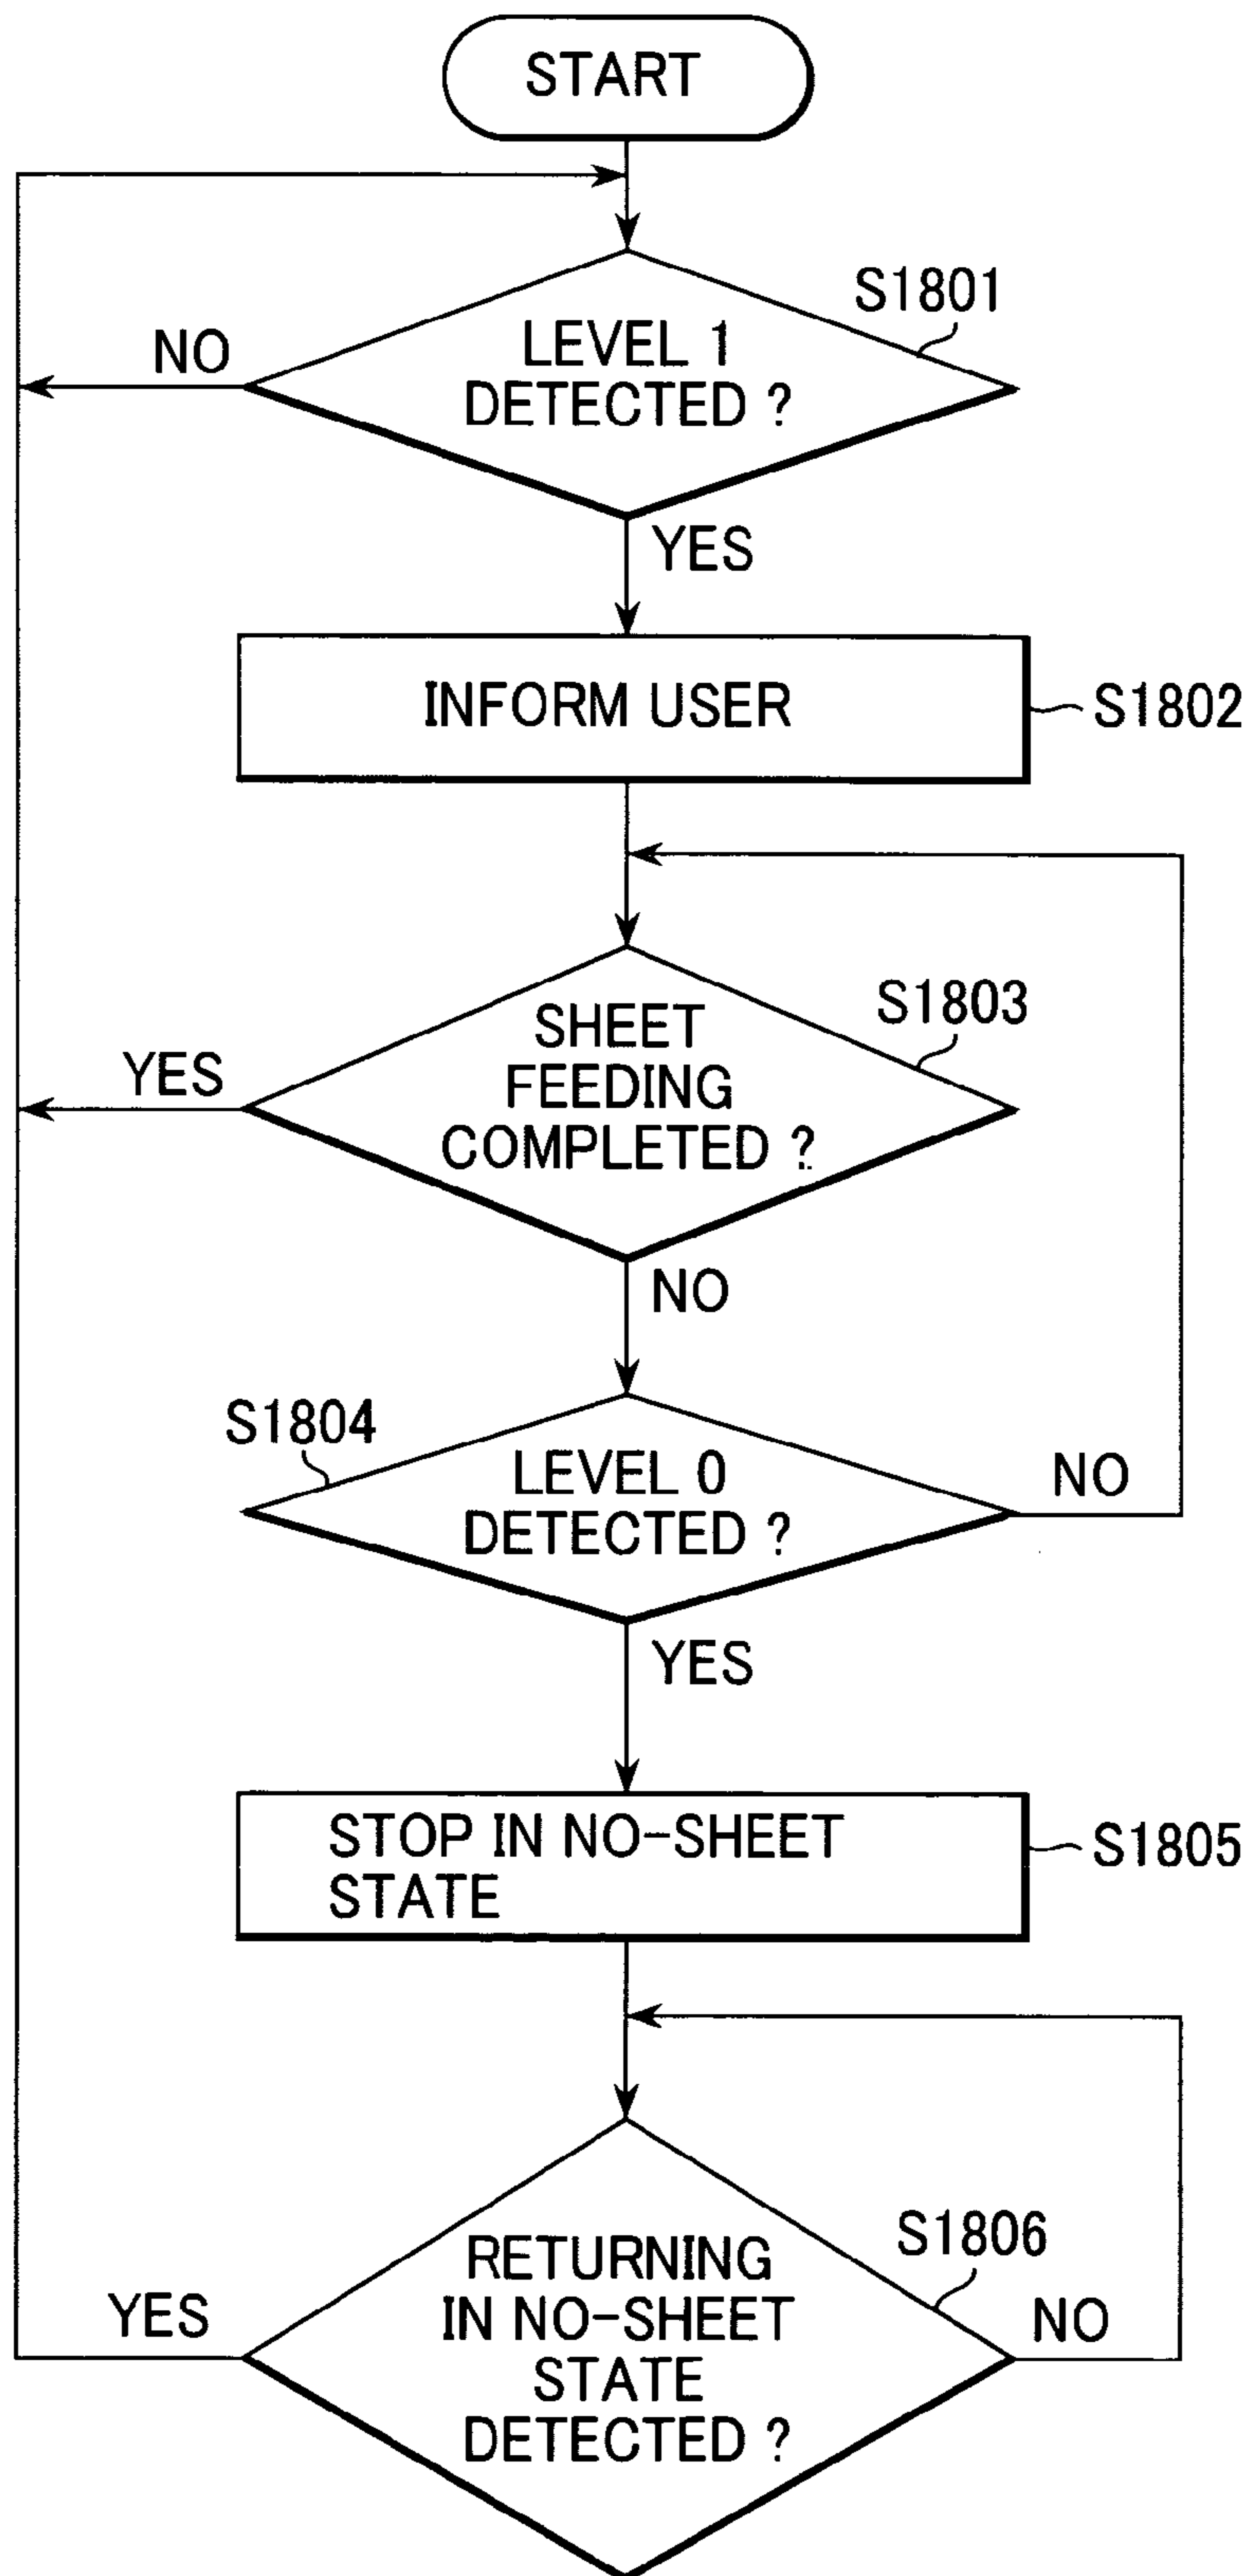 START
S1801
LEVEL 1
DETECTED ?
NO
YES
INFORM USER
S1802
S1803
SHEET
FEEDING
COMPLETED ?
YES
NO
S1804
LEVEL 0
DETECTED ?
NO
YES
STOP IN NO-SHEET
STATE
S1805
S1806
RETURNING
IN NO-SHEET
STATE
DETECTED ?
YES
NO